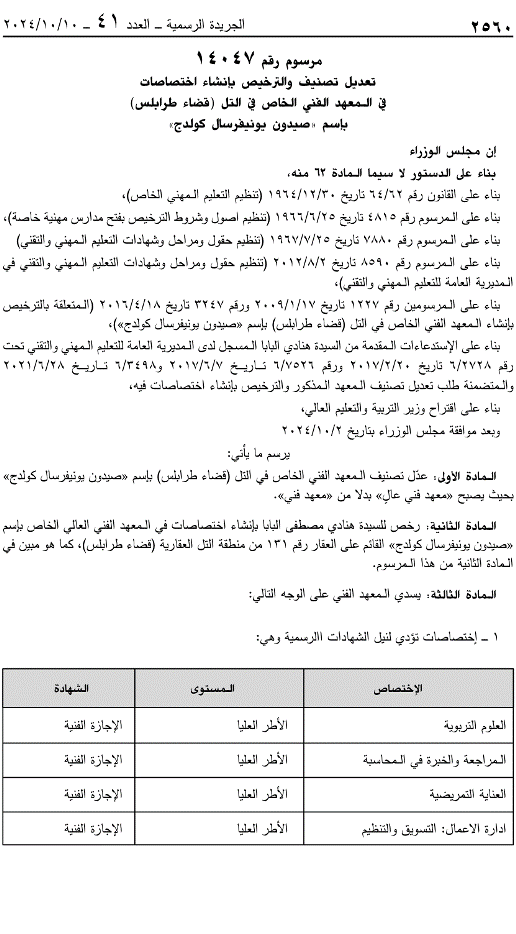 ٢٥٦٠ الجريدة الرسمية ـ العدد ٤١ ـ ٢٠٢٤/١٠/١٠
مرسوم رقم ١٤٠٤٧
تعديل تصنيف والترخيص بإنشاء اختصاصات
في المعهد الفني الخاص في التل (قضاء طرابلس)
بإسم «صيدون يونيفرسال كولدج»
إن مجلس الوزراء
بناء على الدستور لا سيما المادة ٦٢ منه،
بناء على القانون رقم ٦٤/٦٢ تاريخ ١٩٦٤/١٢/٣٠ (تنظيم التعليم المهني الخاص)،
بناء على المرسوم رقم ٤٨١٥ تاريخ ١٩٦٦/٦/٢٥ (تنظيم اصول وشروط الترخيص بفتح مدارس مهنية خاصة)،
بناء على المرسوم رقم ٧٨٨٠ تاريخ ١٩٦٧/٧/٢٥ (تنظيم حقول ومراحل وشهادات التعليم المهني والتقني)
بناء على المرسوم رقم ٨٥٩٠ تاريخ ٢٠١٢/٨/٢ (تنظيم حقول ومراحل وشهادات التعليم المهني والتقني في
المديرية العامة للتعليم المهني والتقني)،
بناء على المرسومين رقم ١٢٢٧ تاريخ ٢٠٠٩/١/١٧ ورقم ٣٢٤٧ تاريخ ٢٠١٦/٤/١٨ (المتعلقة بالترخيص
بإنشاء المعهد الفني الخاص في التل (قضاء طرابلس) بإسم «صيدون يونيفرسال كولدج»)،
بناء على الإستدعاءات المقدمة من السيدة هنادي البابا المسجل لدى المديرية العامة للتعليم المهني والتقني تحت
رقم ٦/٢٧٢٨ تاريخ ٢٠١٧/٢/٢٠ ورقم ٦/٧٥٢٦ تاريخ ٢٠١٧/٦/٧ و٦/٣٤٩٨ تاريخ ٢٠٢١/٦/٢٨
والمتضمنة طلب تعديل تصنيف المعهد المذكور والترخيص بإنشاء اختصاصات فيه،
بناء على اقتراح وزير التربية والتعليم العالي،
وبعد موافقة مجلس الوزراء بتاريخ ٢٠٢٤/١٠/٢
يرسم ما يأتي:
المادة الأولى: عدّل تصنيف المعهد الفني الخاص في التل (قضاء طرابلس) بإسم «صيدون يونيفرسال كولدج»
بحيث يصبح «معهد فني عالٍ» بدلا من «معهد فني».
المادة الثانية: رخص للسيدة هنادي مصطفى البابا بإنشاء اختصاصات في المعهد الفني العالي الخاص بإسم
«صيدون يونيفرسال كولدج» القائم على العقار رقم ١٣١ من منطقة التل العقارية (قضاء طرابلس)، كما هو مبين في
المادة الثانية من هذا المرسوم.
المادة الثالثة: يسدي المعهد الفني على الوجه التالي:
١ ـ إختصاصات تؤدي لنيل الشهادات االرسمية وهي:
الإختصاص المستوى الشهادة
العلوم التربوية الأطر العليا الإجازة الفنية
المراجعة والخبرة في المحاسبة الأطر العليا الإجازة الفنية
العناية التمريضية الأطر العليا الإجازة الفنية
ادارة الاعمال: التسويق والتنظيم الأطر العليا الإجازة الفنية